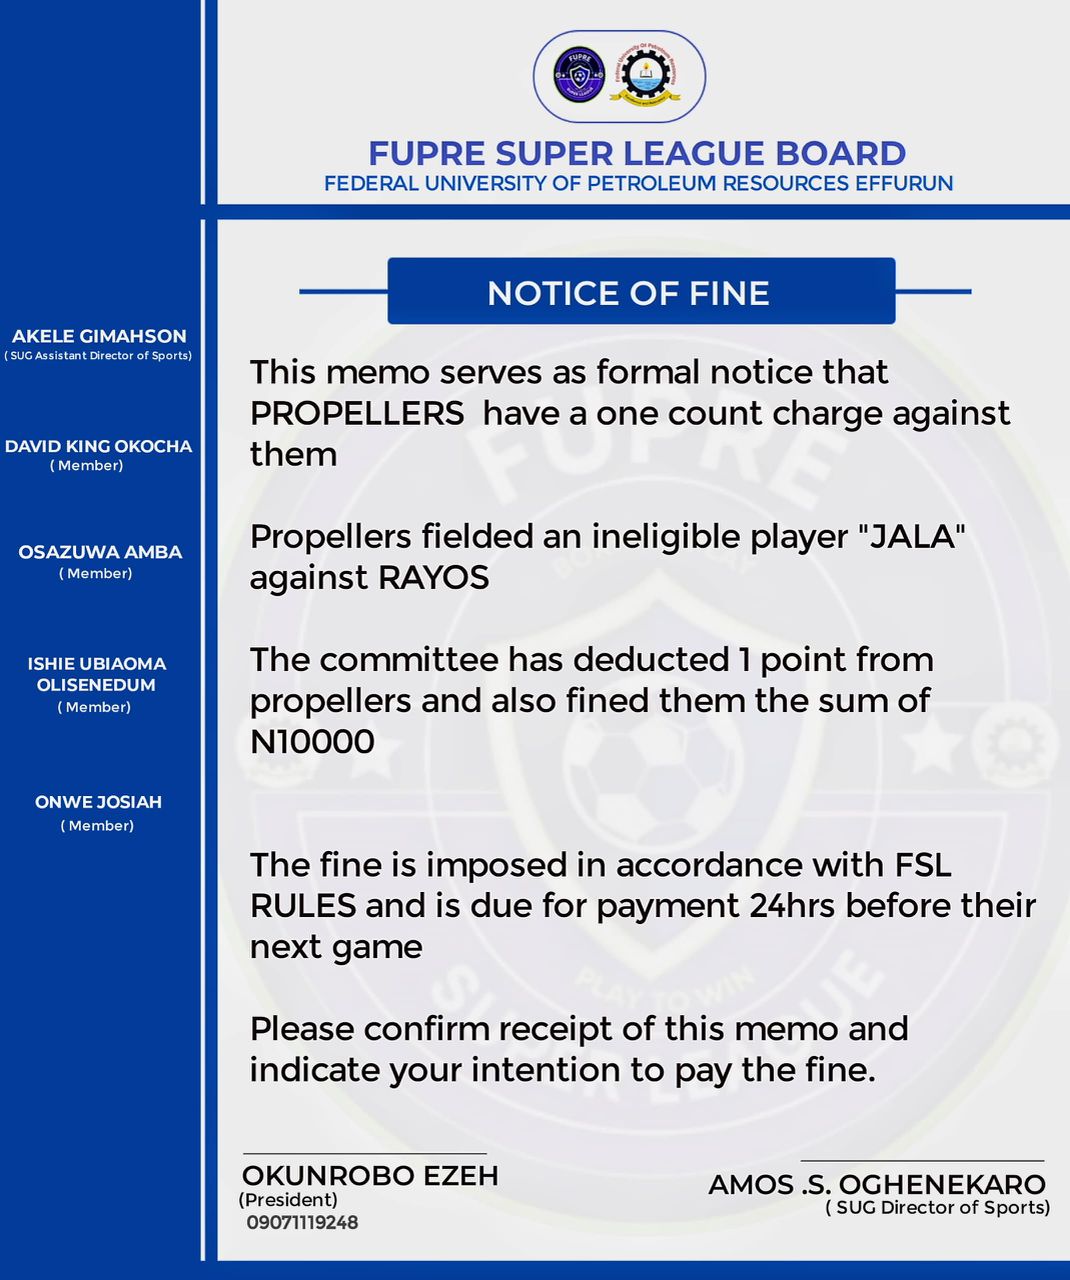 FUPRE SUPER LEAGUE BOARD
FEDERAL UNIVERSITY OF PETROLEUM RESOURCES EFFURUN
NOTICE OF FINE
AKELE GIMAHSON
( SUG Assistant Director of Sports)
DAVID KING OKOCHA
( Member)
OSAZUWA AMBA
( Member)
ISHIE UBIAOMA
OLISENEDUM
( Member)
ONWE JOSIAH
( Member)
This memo serves as formal notice that
PROPELLERS have a one count charge against
them
Propellers fielded an ineligible player "JALA"
against RAYOS
The committee has deducted 1 point from
propellers and also fined them the sum of
N10000
The fine is imposed in accordance with FSL
RULES and is due for payment 24hrs before their
next game
Please confirm receipt of this memo and
indicate your intention to pay the fine.
OKUNROBO EZEH
(President)
09071119248
AMOS .S. OGHENEKARO
( SUG Director of Sports)
FUPRE
PLAY TO WIN
SUPER LEAGUE